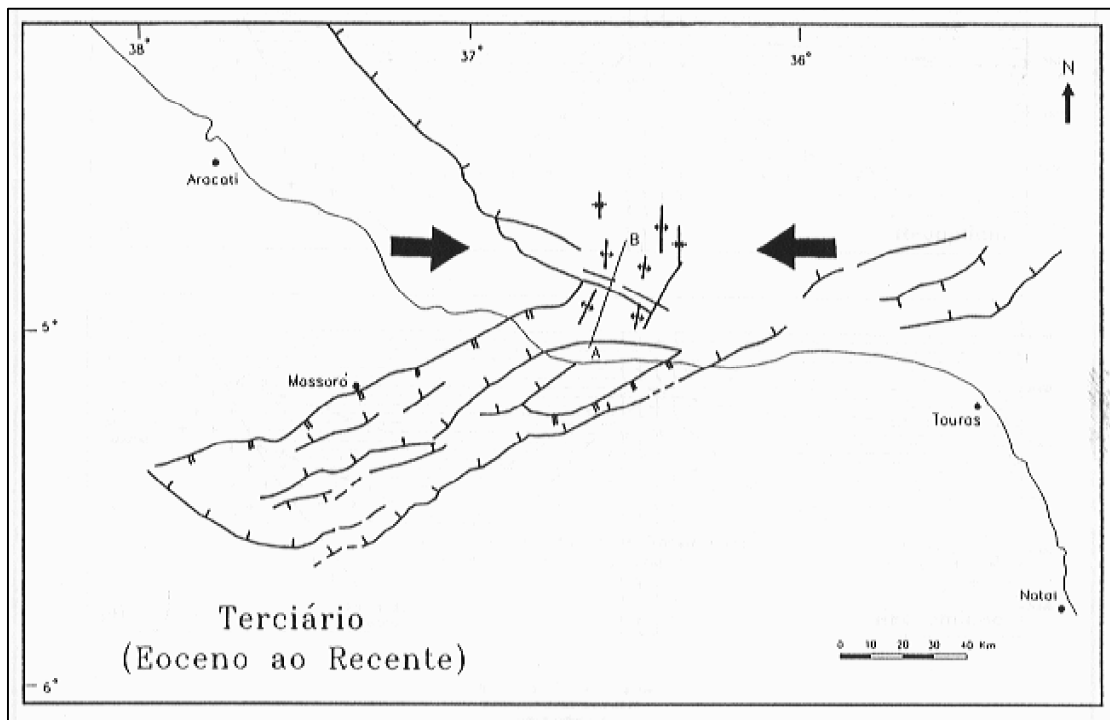 38°
37°
36°
N
Aracati
B
5°
A
Mossoró
Touros
Natal
Terciário
(Eoceno ao Recente)
0 10 20 30 40 Km
6°